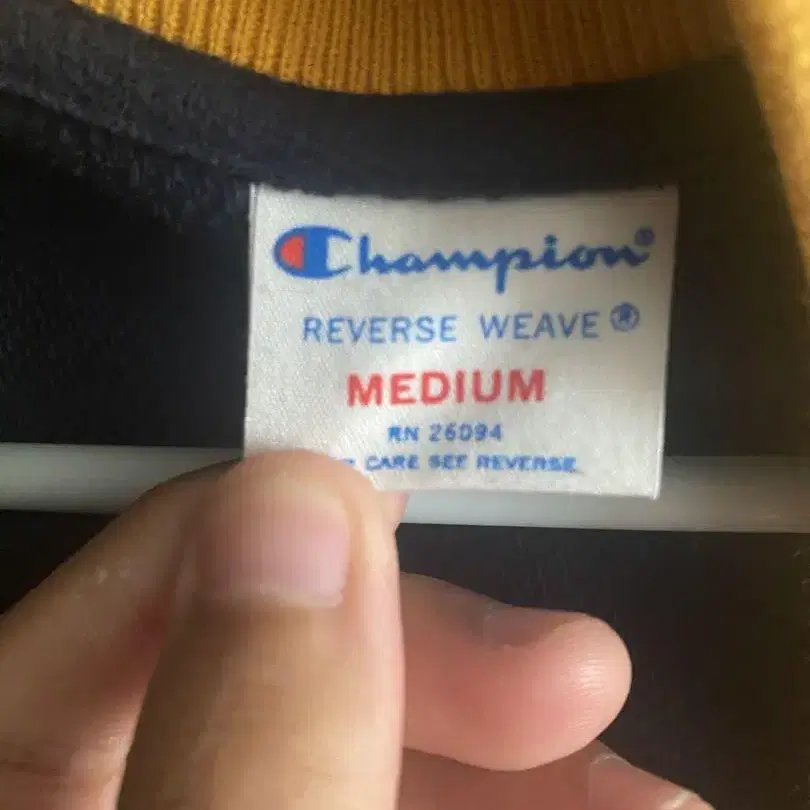 Champion®
REVERSE WEAVE ®
MEDIUM
RN 26094
CARE SEE REVERSE